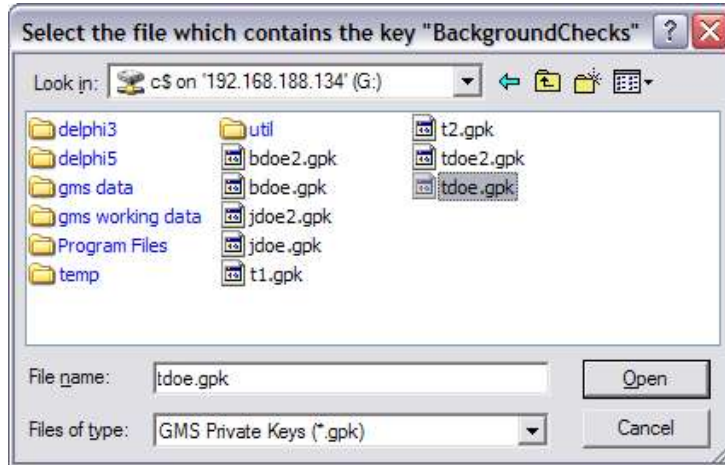 Select the file which contains the key "BackgroundChecks"
Look in: c$ on '192.168.188.134' (G:)
delphi3
delphi5
gms data
gms working data
Program Files
temp
util
bdoe2.gpk
bdoe.gpk
jdoe2.gpk
jdoe.gpk
t1.gpk
t2.gpk
tdoe2.gpk
tdoe.gpk
File name: tdoe.gpk Open
Files of type: GMS Private Keys (*.gpk) Cancel